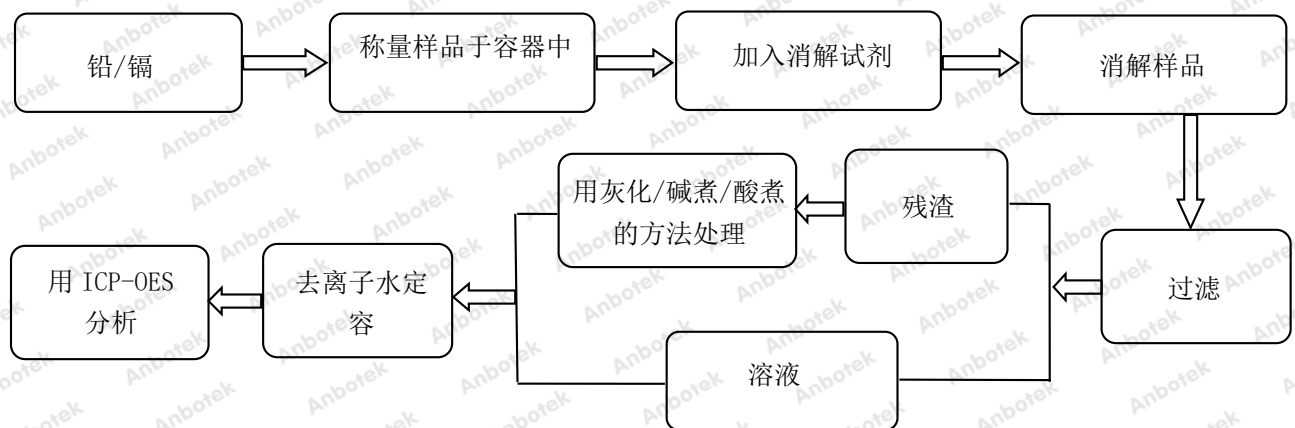 铅/镉
称量样品于容器中
加入消解试剂
消解样品
过滤
残渣
用灰化/碱煮/酸煮
的方法处理
溶液
去离子水定
容
用 ICP-OES
分析
Anbotek